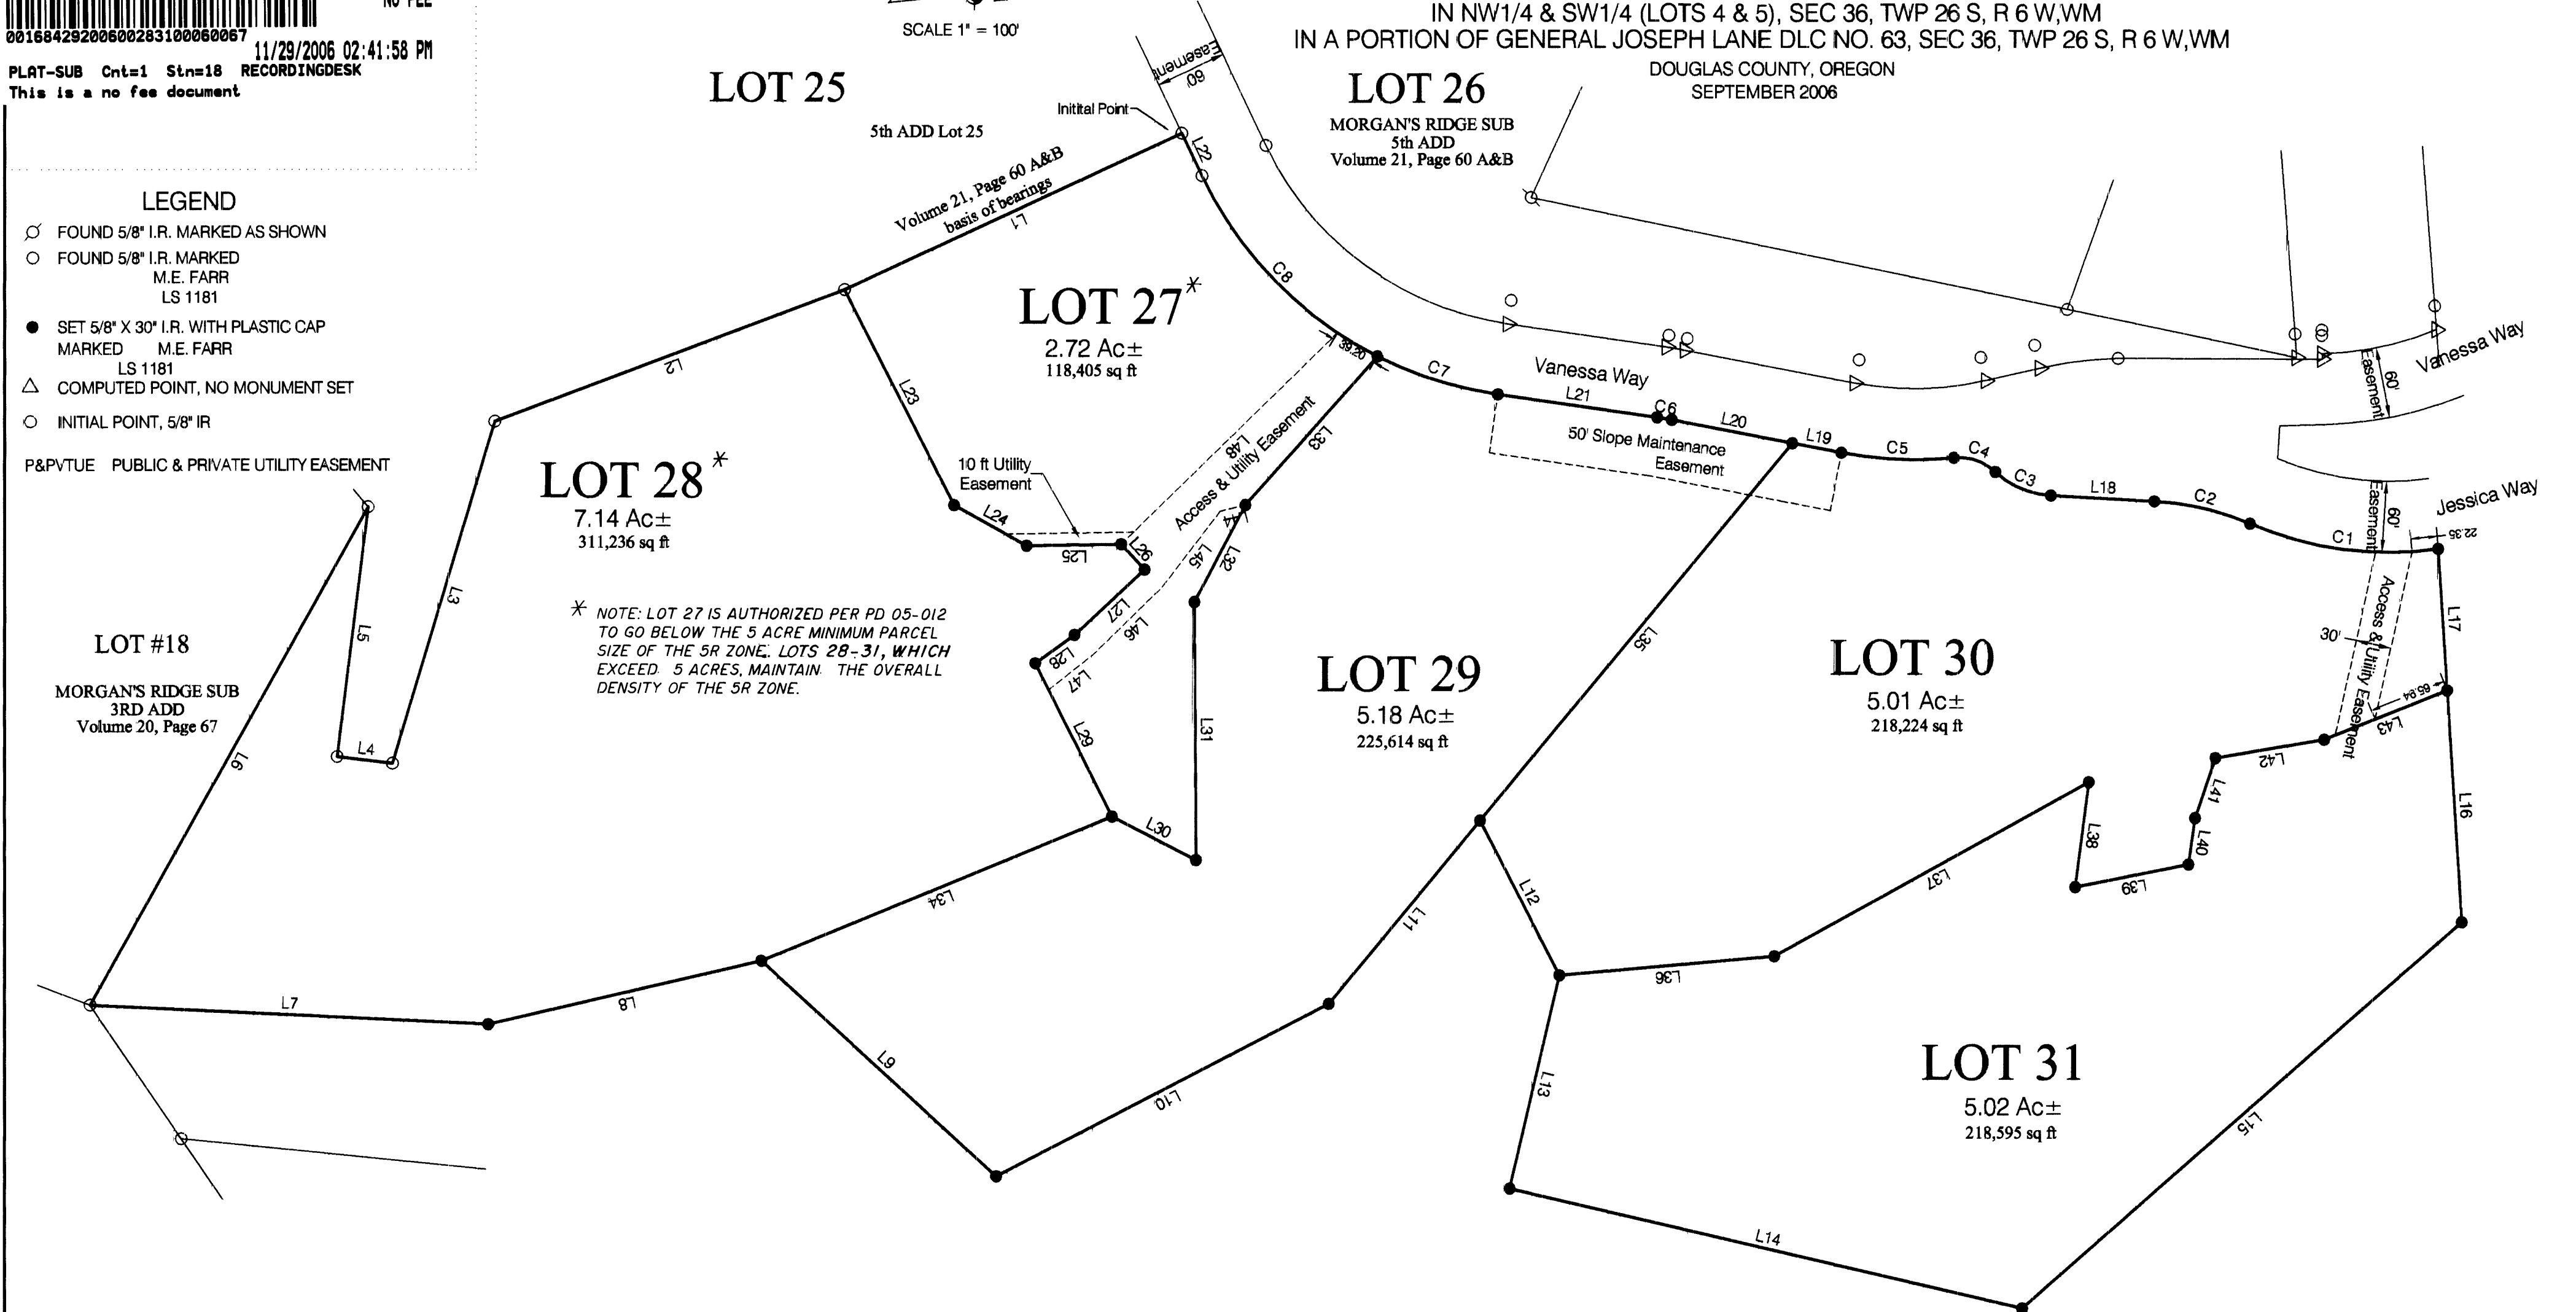 NO FEE
00168429200600283100060067
11/29/2006 02:41:58 PM
PLAT-SUB Cnt=1 Stn=18 RECORDINGDESK
This is a no fee document
SCALE 1" = 100'
IN NW1/4 & SW1/4 (LOTS 4 & 5), SEC 36, TWP 26 S, R 6 W,WM
IN A PORTION OF GENERAL JOSEPH LANE DLC NO. 63, SEC 36, TWP 26 S, R 6 W,WM
DOUGLAS COUNTY, OREGON
SEPTEMBER 2006
LEGEND
FOUND 5/8" I.R. MARKED AS SHOWN
FOUND 5/8" I.R. MARKED
M.E. FARR
LS 1181
SET 5/8" X 30" I.R. WITH PLASTIC CAP
MARKED M.E. FARR
LS 1181
COMPUTED POINT, NO MONUMENT SET
INITIAL POINT, 5/8" IR
P&PVTUE PUBLIC & PRIVATE UTILITY EASEMENT
LOT 25
5th ADD Lot 25
Initital Point
Easement
60'
LOT 26
MORGAN'S RIDGE SUB
5th ADD
Volume 21, Page 60 A&B
Volume 21, Page 60 A&B
basis of bearings
L1
L22
C8
L2
LOT 27*
2.72 Ac±
118,405 sq ft
L23
39.20
C7
Vanessa Way
L21
C6
L20
L19
C5
C4
C3
L18
C2
C1
50' Slope Maintenance
Easement
Easement
60'
Vanessa Way
Easement
60'
Jessica Way
22.35
LOT 28*
7.14 Ac±
311,236 sq ft
10 ft Utility
Easement
L24
L25
L26
L48
Access & Utility Easement
L33
L44
L45
L32
L27
L46
L28
L47
L29
L31
L30
L3
L5
L4
L6
* NOTE: LOT 27 IS AUTHORIZED PER PD 05-012
TO GO BELOW THE 5 ACRE MINIMUM PARCEL
SIZE OF THE 5R ZONE. LOTS 28-31, WHICH
EXCEED 5 ACRES, MAINTAIN THE OVERALL
DENSITY OF THE 5R ZONE.
LOT #18
MORGAN'S RIDGE SUB
3RD ADD
Volume 20, Page 67
LOT 29
5.18 Ac±
225,614 sq ft
L35
LOT 30
5.01 Ac±
218,224 sq ft
30'
Access & Utility Easement
L17
65.94
L43
L42
L41
L40
L39
L38
L37
L36
L16
L12
L11
L34
L7
L8
L9
L10
L13
LOT 31
5.02 Ac±
218,595 sq ft
L15
L14